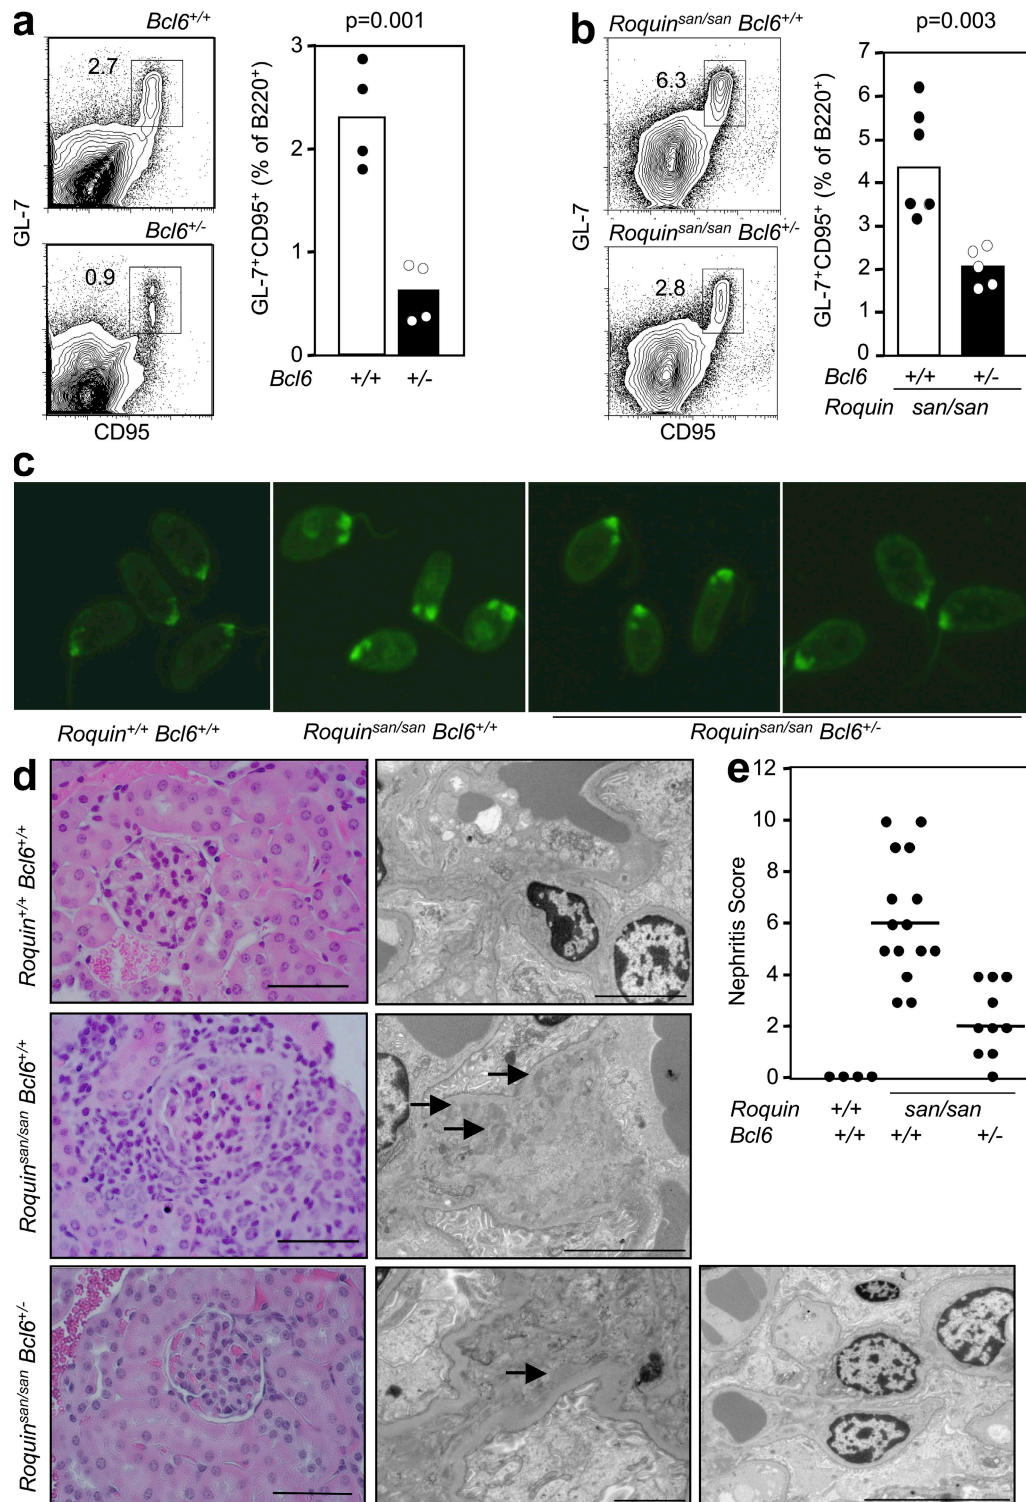 a
Bcl6+/+
2.7
Bcl6+/-
0.9
GL-7
CD95
p=0.001
GL-7+CD95+ (% of B220+)
3
2
1
0
Bcl6 +/+ +/-
b
Roquinsan/san Bcl6+/+
6.3
Roquinsan/san Bcl6+/-
2.8
GL-7
CD95
p=0.003
GL-7+CD95+ (% of B220+)
7
6
5
4
3
2
1
0
Bcl6 +/+ +/-
Roquin san/san
c
Roquin+/+ Bcl6+/+
Roquinsan/san Bcl6+/+
Roquinsan/san Bcl6+/-
d
Roquin+/+ Bcl6+/+
Roquinsan/san Bcl6+/+
Roquinsan/san Bcl6+/-
e
Nephritis Score
12
10
8
6
4
2
0
Roquin +/+ san/san
Bcl6 +/+ +/+ +/-